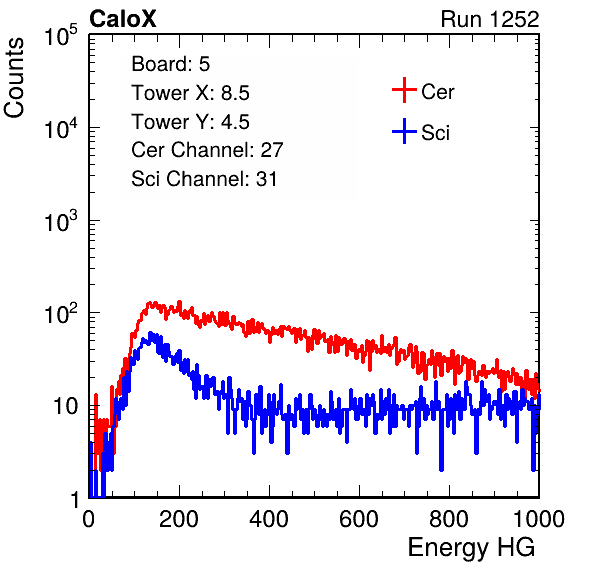 CaloX Run 1252
Counts
Board: 5
Tower X: 8.5
Tower Y: 4.5
Cer Channel: 27
Sci Channel: 31
Cer
Sci
10^5
10^4
10^3
10^2
10
1
0 200 400 600 800 1000
Energy HG